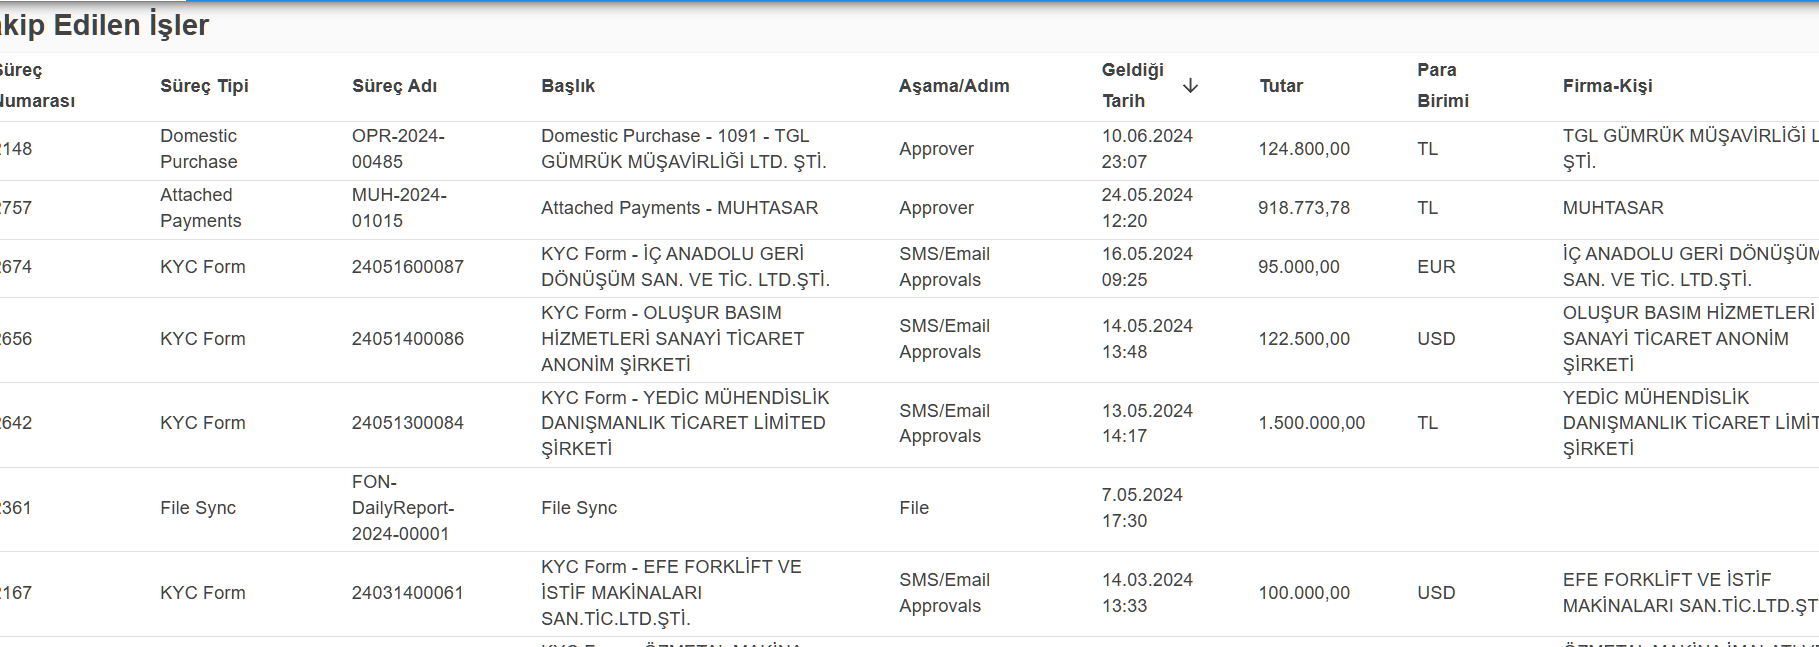 kip Edilen İşler
Süreç Numarası Süreç Tipi Süreç Adı Başlık Aşama/Adım Geldiği Tarih Tutar Para Birimi Firma-Kişi
2148 Domestic Purchase OPR-2024-00485 Domestic Purchase - 1091 - TGL GÜMRÜK MÜŞAVİRLİĞİ LTD. ŞTİ. Approver 10.06.2024 23:07 124.800,00 TL TGL GÜMRÜK MÜŞAVİRLİĞİ L ŞTİ.
2757 Attached Payments MUH-2024-01015 Attached Payments - MUHTASAR Approver 24.05.2024 12:20 918.773,78 TL MUHTASAR
2674 KYC Form 24051600087 KYC Form - İÇ ANADOLU GERİ DÖNÜŞÜM SAN. VE TİC. LTD.ŞTİ. SMS/Email Approvals 16.05.2024 09:25 95.000,00 EUR İÇ ANADOLU GERİ DÖNÜŞÜM SAN. VE TİC. LTD.ŞTİ.
2656 KYC Form 24051400086 KYC Form - OLUŞUR BASIM HİZMETLERİ SANAYİ TİCARET ANONİM ŞİRKETİ SMS/Email Approvals 14.05.2024 13:48 122.500,00 USD OLUŞUR BASIM HİZMETLERİ SANAYİ TİCARET ANONİM ŞİRKETİ
2642 KYC Form 24051300084 KYC Form - YEDİC MÜHENDİSLİK DANIŞMANLIK TİCARET LİMİTED ŞİRKETİ SMS/Email Approvals 13.05.2024 14:17 1.500.000,00 TL YEDİC MÜHENDİSLİK DANIŞMANLIK TİCARET LİMİT ŞİRKETİ
2361 File Sync FON-DailyReport-2024-00001 File Sync File 7.05.2024 17:30
2167 KYC Form 24031400061 KYC Form - EFE FORKLİFT VE İSTİF MAKİNALARI SAN.TİC.LTD.ŞTİ. SMS/Email Approvals 14.03.2024 13:33 100.000,00 USD EFE FORKLİFT VE İSTİF MAKİNALARI SAN.TİC.LTD.ŞT